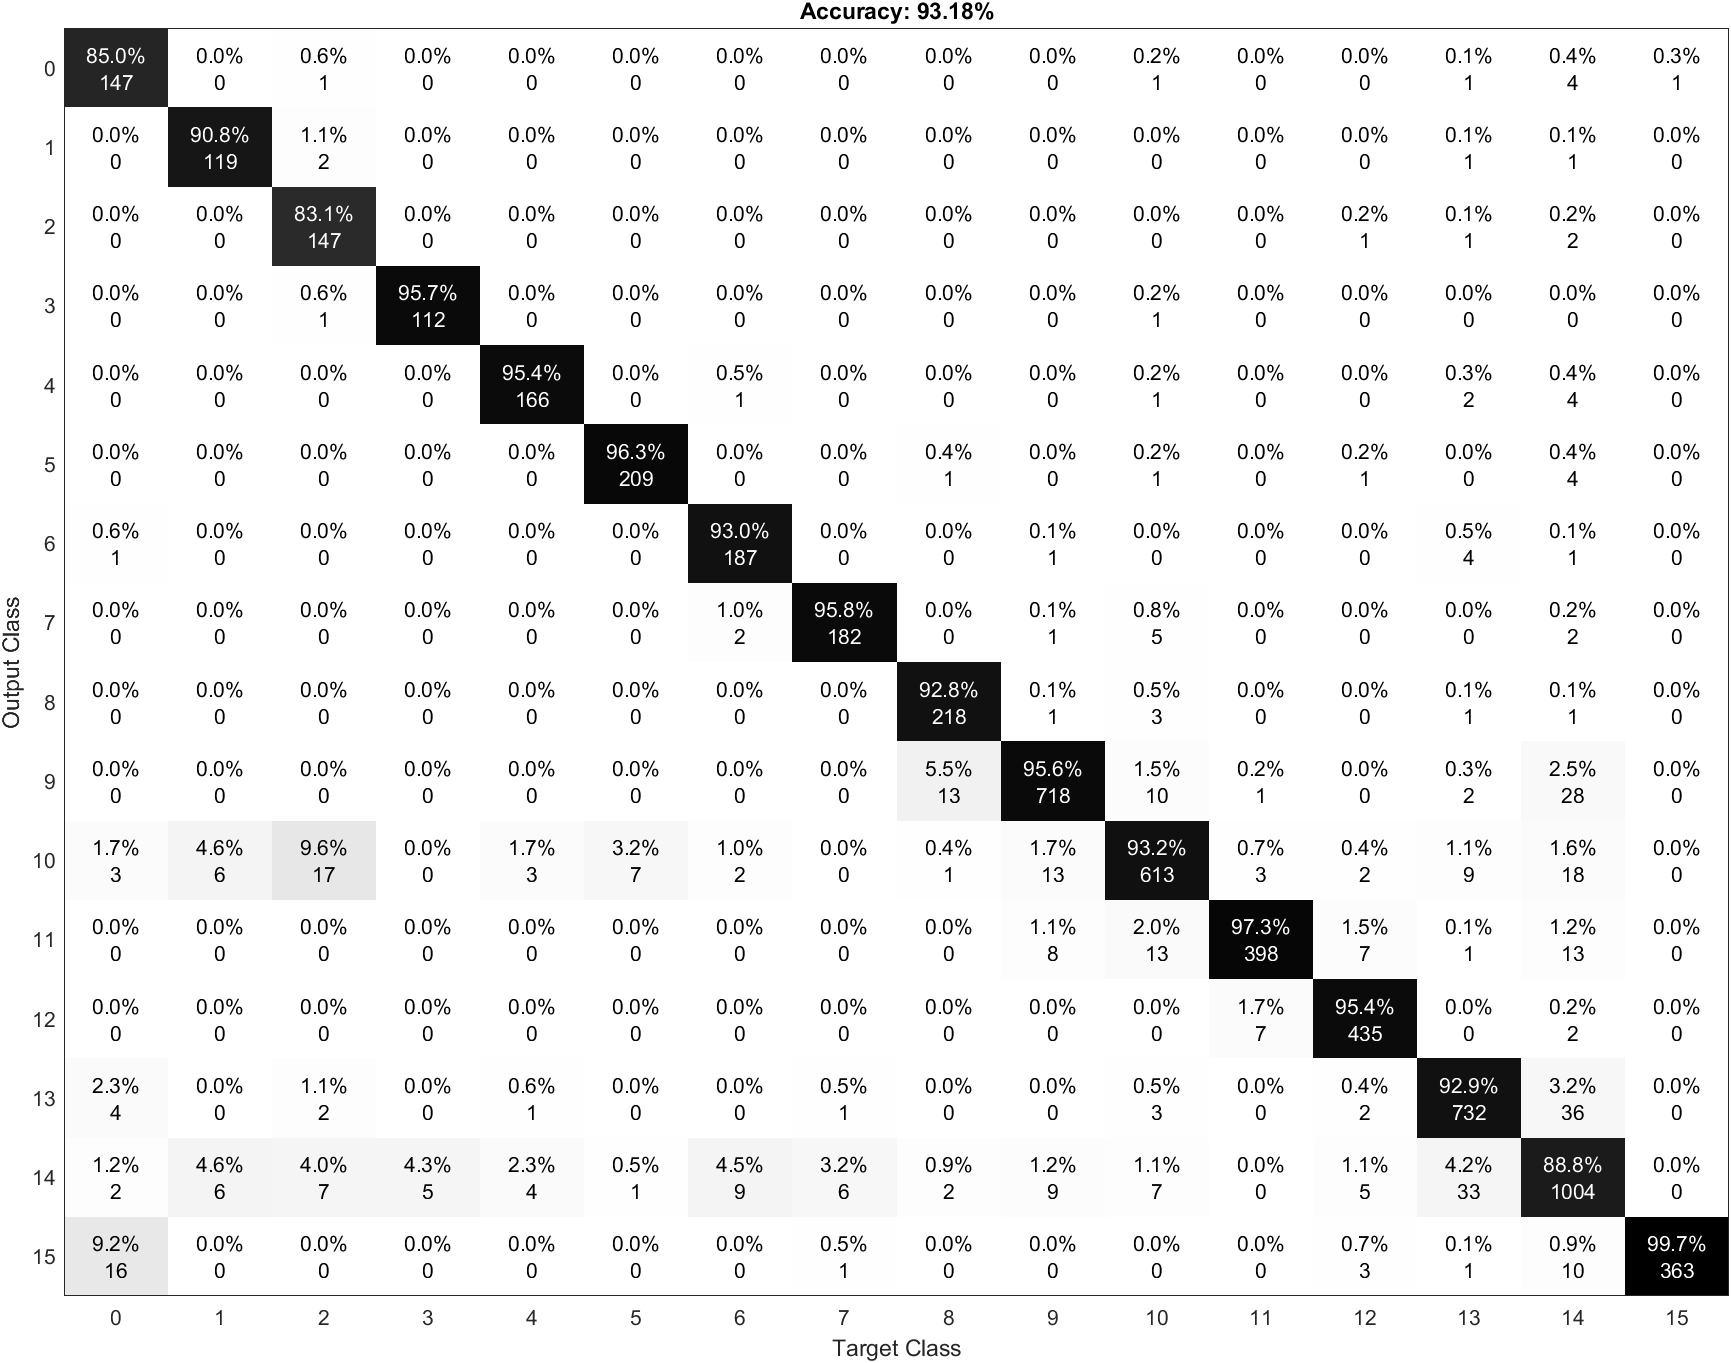 Accuracy: 93.18%
85.0% 0.0% 0.6% 0.0% 0.0% 0.0% 0.0% 0.0% 0.0% 0.0% 0.2% 0.0% 0.0% 0.1% 0.4% 0.3%
0
147 0 1 0 0 0 0 0 0 0 1 0 0 1 4 1
0.0% 90.8% 1.1% 0.0% 0.0% 0.0% 0.0% 0.0% 0.0% 0.0% 0.0% 0.0% 0.0% 0.1% 0.1% 0.0%
1
0 119 2 0 0 0 0 0 0 0 0 0 0 1 1 0
0.0% 0.0% 83.1% 0.0% 0.0% 0.0% 0.0% 0.0% 0.0% 0.0% 0.0% 0.0% 0.2% 0.1% 0.2% 0.0%
2
0 0 147 0 0 0 0 0 0 0 0 0 1 1 2 0
0.0% 0.0% 0.6% 95.7% 0.0% 0.0% 0.0% 0.0% 0.0% 0.0% 0.2% 0.0% 0.0% 0.0% 0.0% 0.0%
3
0 0 1 112 0 0 0 0 0 0 1 0 0 0 0 0
0.0% 0.0% 0.0% 0.0% 95.4% 0.0% 0.5% 0.0% 0.0% 0.0% 0.2% 0.0% 0.0% 0.3% 0.4% 0.0%
4
0 0 0 0 166 0 1 0 0 0 1 0 0 2 4 0
0.0% 0.0% 0.0% 0.0% 0.0% 96.3% 0.0% 0.0% 0.4% 0.0% 0.2% 0.0% 0.2% 0.0% 0.4% 0.0%
5
0 0 0 0 0 209 0 0 1 0 1 0 1 0 4 0
0.6% 0.0% 0.0% 0.0% 0.0% 0.0% 93.0% 0.0% 0.0% 0.1% 0.0% 0.0% 0.0% 0.5% 0.1% 0.0%
6
1 0 0 0 0 0 187 0 0 1 0 0 0 4 1 0
0.0% 0.0% 0.0% 0.0% 0.0% 0.0% 1.0% 95.8% 0.0% 0.1% 0.8% 0.0% 0.0% 0.0% 0.2% 0.0%
7
0 0 0 0 0 0 2 182 0 1 5 0 0 0 2 0
0.0% 0.0% 0.0% 0.0% 0.0% 0.0% 0.0% 0.0% 92.8% 0.1% 0.5% 0.0% 0.0% 0.1% 0.1% 0.0%
8
0 0 0 0 0 0 0 0 218 1 3 0 0 1 1 0
0.0% 0.0% 0.0% 0.0% 0.0% 0.0% 0.0% 0.0% 5.5% 95.6% 1.5% 0.2% 0.0% 0.3% 2.5% 0.0%
9
0 0 0 0 0 0 0 0 13 718 10 1 0 2 28 0
1.7% 4.6% 9.6% 0.0% 1.7% 3.2% 1.0% 0.0% 0.4% 1.7% 93.2% 0.7% 0.4% 1.1% 1.6% 0.0%
10
3 6 17 0 3 7 2 0 1 13 613 3 2 9 18 0
0.0% 0.0% 0.0% 0.0% 0.0% 0.0% 0.0% 0.0% 0.0% 1.1% 2.0% 97.3% 1.5% 0.1% 1.2% 0.0%
11
0 0 0 0 0 0 0 0 0 8 13 398 7 1 13 0
0.0% 0.0% 0.0% 0.0% 0.0% 0.0% 0.0% 0.0% 0.0% 0.0% 0.0% 1.7% 95.4% 0.0% 0.2% 0.0%
12
0 0 0 0 0 0 0 0 0 0 0 7 435 0 2 0
2.3% 0.0% 1.1% 0.0% 0.6% 0.0% 0.0% 0.5% 0.0% 0.0% 0.5% 0.0% 0.4% 92.9% 3.2% 0.0%
13
4 0 2 0 1 0 0 1 0 0 3 0 2 732 36 0
1.2% 4.6% 4.0% 4.3% 2.3% 0.5% 4.5% 3.2% 0.9% 1.2% 1.1% 0.0% 1.1% 4.2% 88.8% 0.0%
14
2 6 7 5 4 1 9 6 2 9 7 0 5 33 1004 0
9.2% 0.0% 0.0% 0.0% 0.0% 0.0% 0.0% 0.5% 0.0% 0.0% 0.0% 0.0% 0.7% 0.1% 0.9% 99.7%
15
16 0 0 0 0 0 0 1 0 0 0 0 3 1 10 363
0 1 2 3 4 5 6 7 8 9 10 11 12 13 14 15
Target Class
Output Class